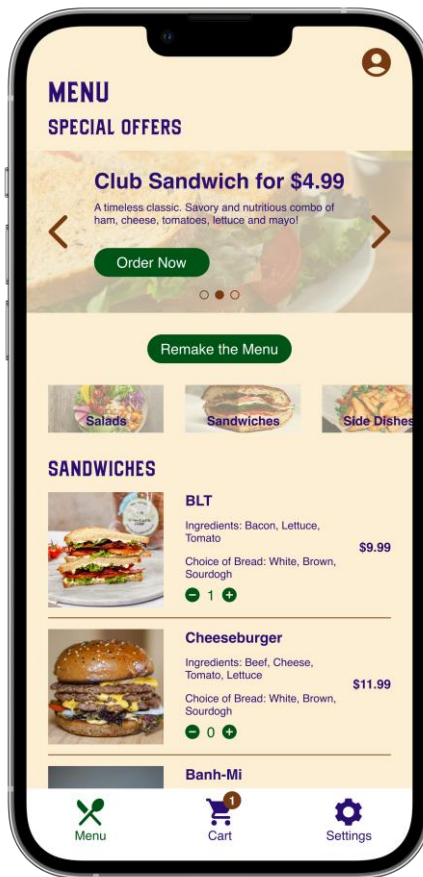 MENU
SPECIAL OFFERS
Club Sandwich for $4.99
A timeless classic. Savory and nutritious combo of
ham, cheese, tomatoes, lettuce and mayo!
Order Now
Remake the Menu
Salads
Sandwiches
Side Dishes
SANDWICHES
BLT
Ingredients: Bacon, Lettuce,
Tomato
$9.99
Choice of Bread: White, Brown,
Sourdogh
1
Cheeseburger
Ingredients: Beef, Cheese,
Tomato, Lettuce
$11.99
Choice of Bread: White, Brown,
Sourdogh
0
Banh-Mi
1
Menu
Cart
Settings